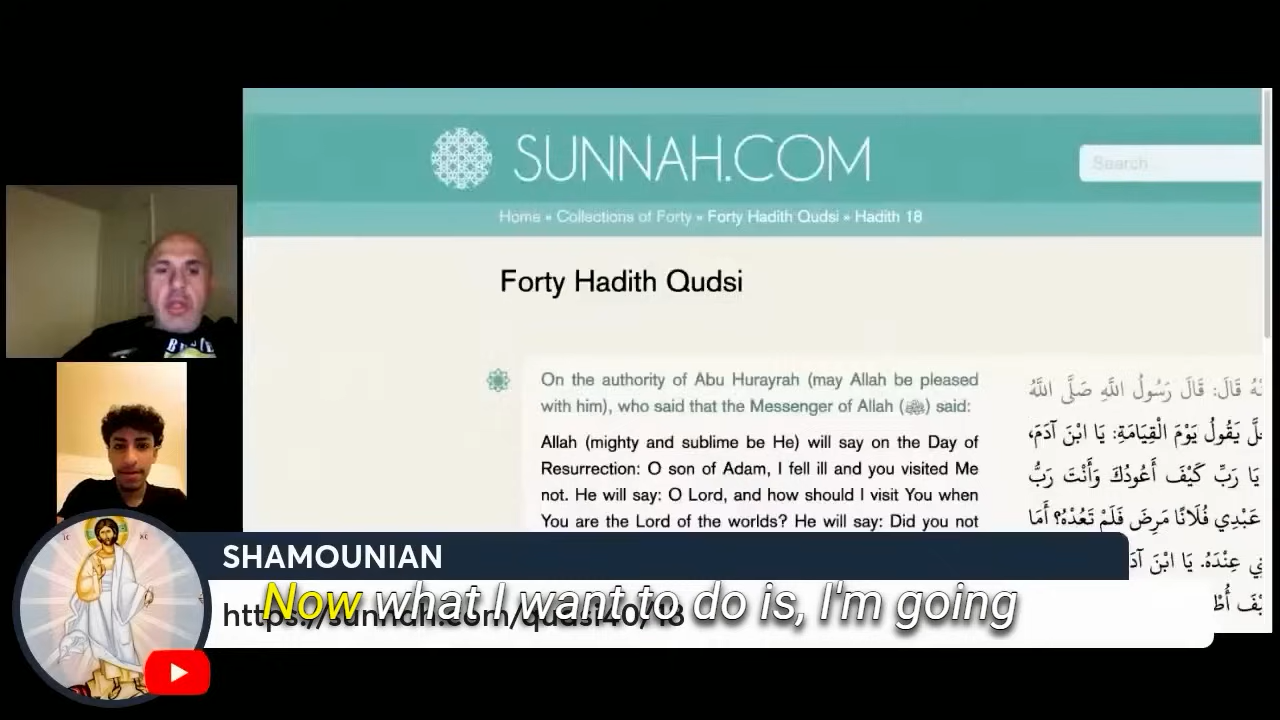 SUNNAH.COM
Search...
Home » Collections of Forty » Forty Hadith Qudsi » Hadith 18
Forty Hadith Qudsi
On the authority of Abu Hurayrah (may Allah be pleased
with him), who said that the Messenger of Allah (ﷺ) said:
Allah (mighty and sublime be He) will say on the Day of
Resurrection: O son of Adam, I fell ill and you visited Me
not. He will say: O Lord, and how should I visit You when
You are the Lord of the worlds? He will say: Did you not
قَالَ: قَالَ رَسُولُ اللَّهِ صَلَّى اللَّهُ
يَقُولُ يَوْمَ الْقِيَامَةِ: يَا ابْنَ آدَمَ،
يَا رَبِّ كَيْفَ أَعُودُكَ وَأَنْتَ رَبُّ
عَبْدِي فُلَانًا مَرِضَ فَلَمْ تَعُدْهُ؟ أَمَا
عِنْدَهُ. يَا ابْنَ
SHAMOUNIAN
https://sunnah.com/qudsi40/18
Now what I want to do is, I'm going